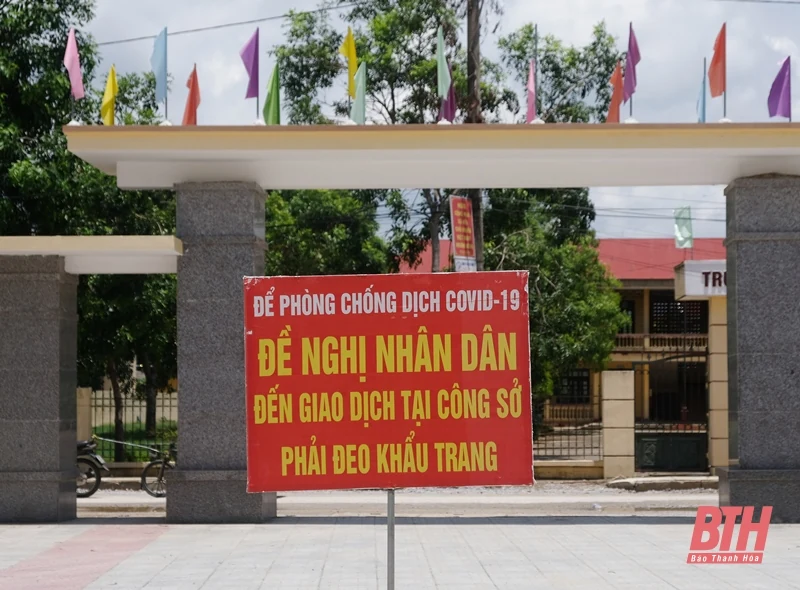 ĐỂ PHÒNG CHỐNG DỊCH COVID-19
ĐỀ NGHỊ NHÂN DÂN
ĐẾN GIAO DỊCH TẠI CÔNG SỞ
PHẢI ĐEO KHẨU TRANG
TRƯ
BTH
Báo Thanh Hóa